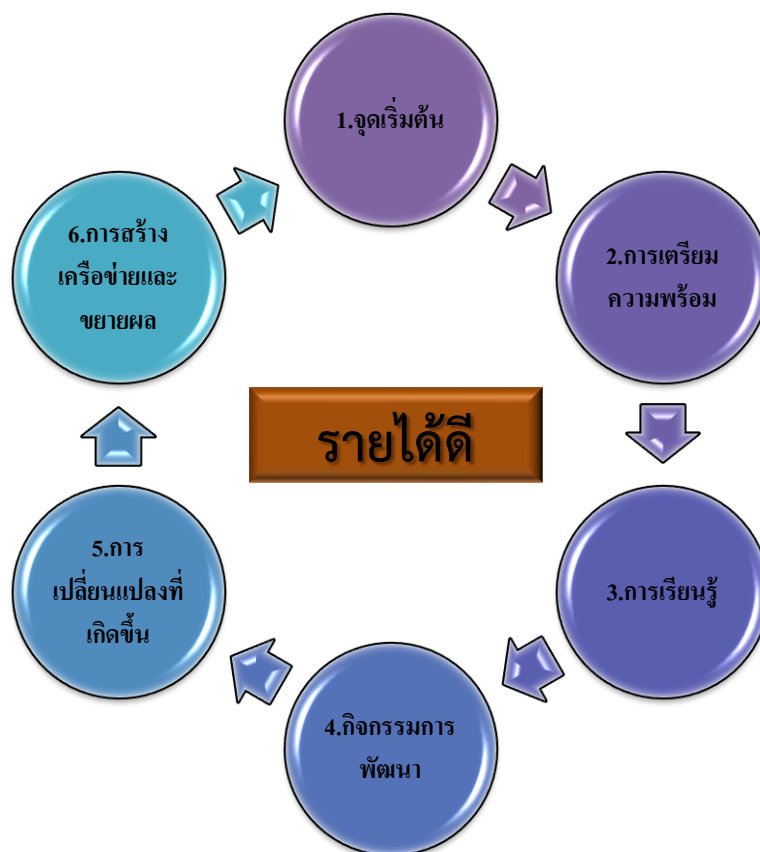 1.จุดเริ่มต้น
2.การเตรียม
ความพร้อม
3.การเรียนรู้
4.กิจกรรมการ
พัฒนา
5.การ
เปลี่ยนแปลงที่
เกิดขึ้น
6.การสร้าง
เครือข่ายและ
ขยายผล
รายได้ดี